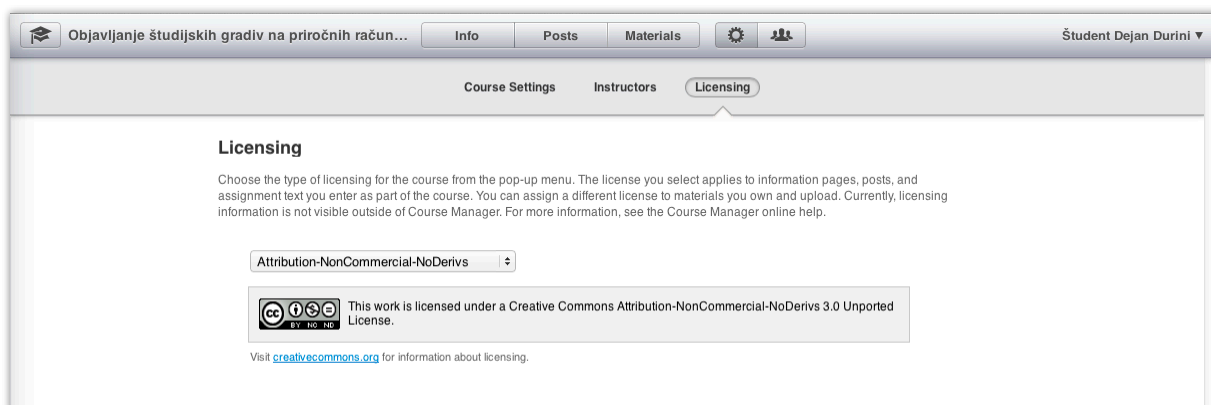 Objavljanje študijskih gradiv na priročnih račun... Info Posts Materials Študent Dejan Durini ▼
Course Settings Instructors Licensing
Licensing
Choose the type of licensing for the course from the pop-up menu. The license you select applies to information pages, posts, and
assignment text you enter as part of the course. You can assign a different license to materials you own and upload. Currently, licensing
information is not visible outside of Course Manager. For more information, see the Course Manager online help.
Attribution-NonCommercial-NoDerivs
This work is licensed under a Creative Commons Attribution-NonCommercial-NoDerivs 3.0 Unported
License.
cc
BY NC ND
Visit creativecommons.org for information about licensing.